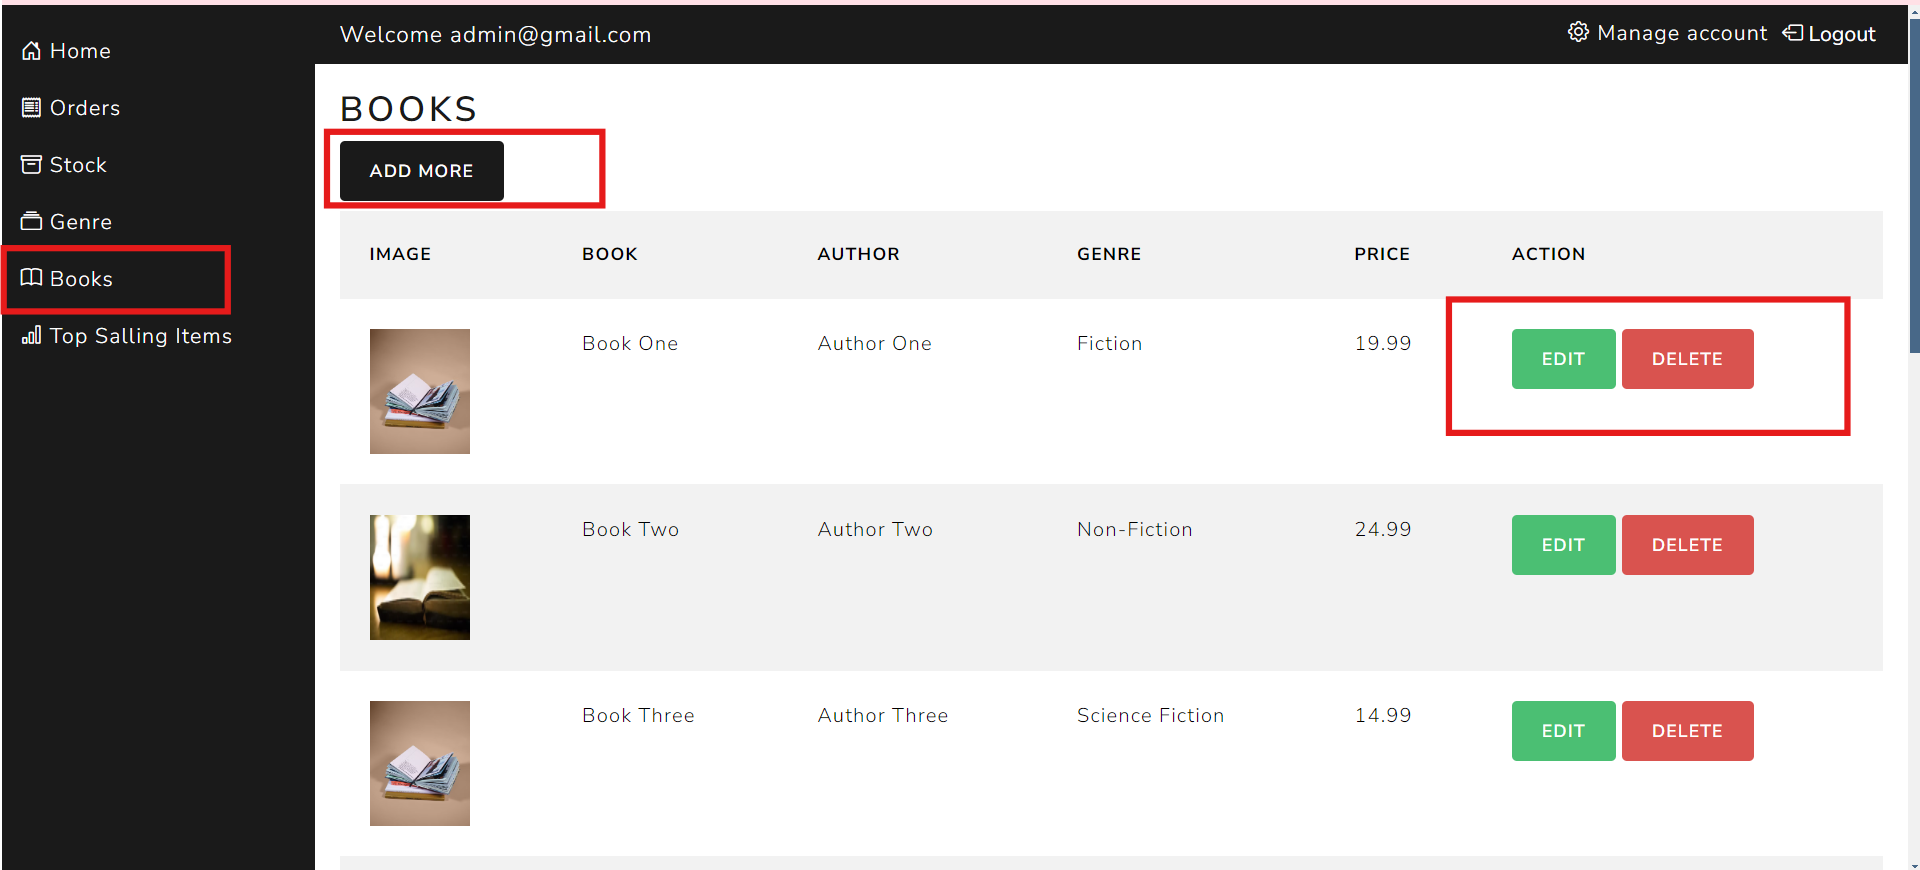 Welcome admin@gmail.com
Manage account
Logout
Home
Orders
Stock
Genre
Books
Top Salling Items
BOOKS
ADD MORE
IMAGE BOOK AUTHOR GENRE PRICE ACTION
Book One Author One Fiction 19.99 EDIT DELETE
Book Two Author Two Non-Fiction 24.99 EDIT DELETE
Book Three Author Three Science Fiction 14.99 EDIT DELETE